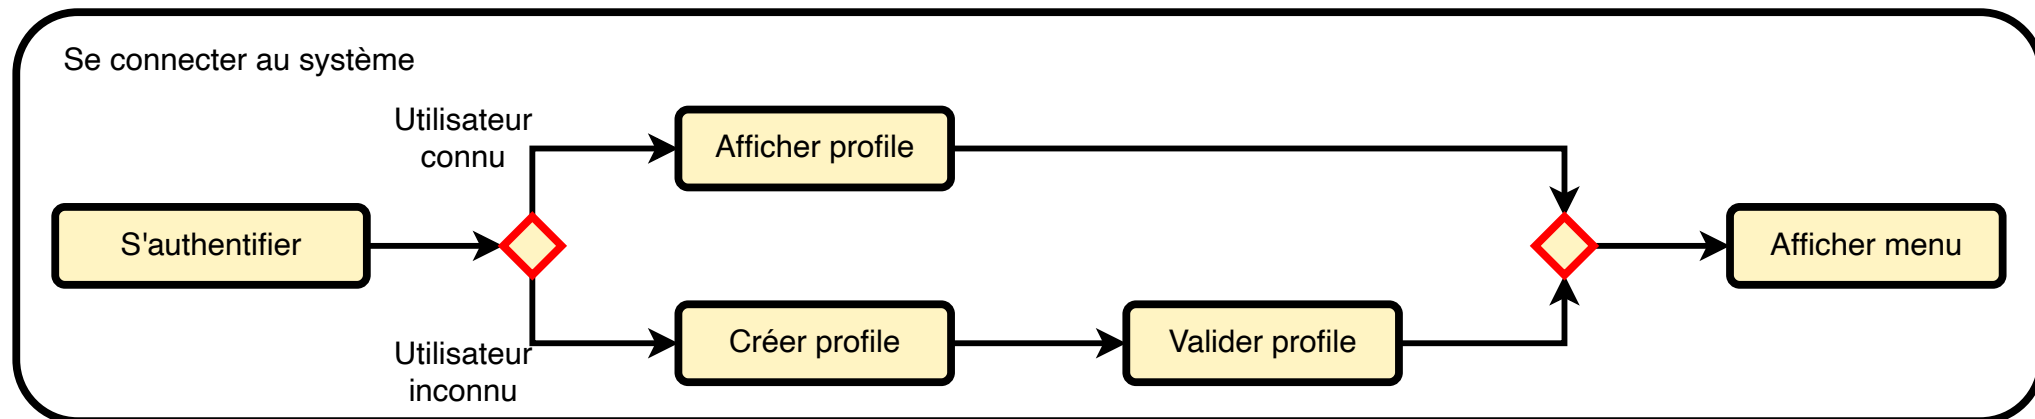 Se connecter au système
Utilisateur
connu
Afficher profile
S'authentifier
Afficher menu
Créer profile
Valider profile
Utilisateur
inconnu